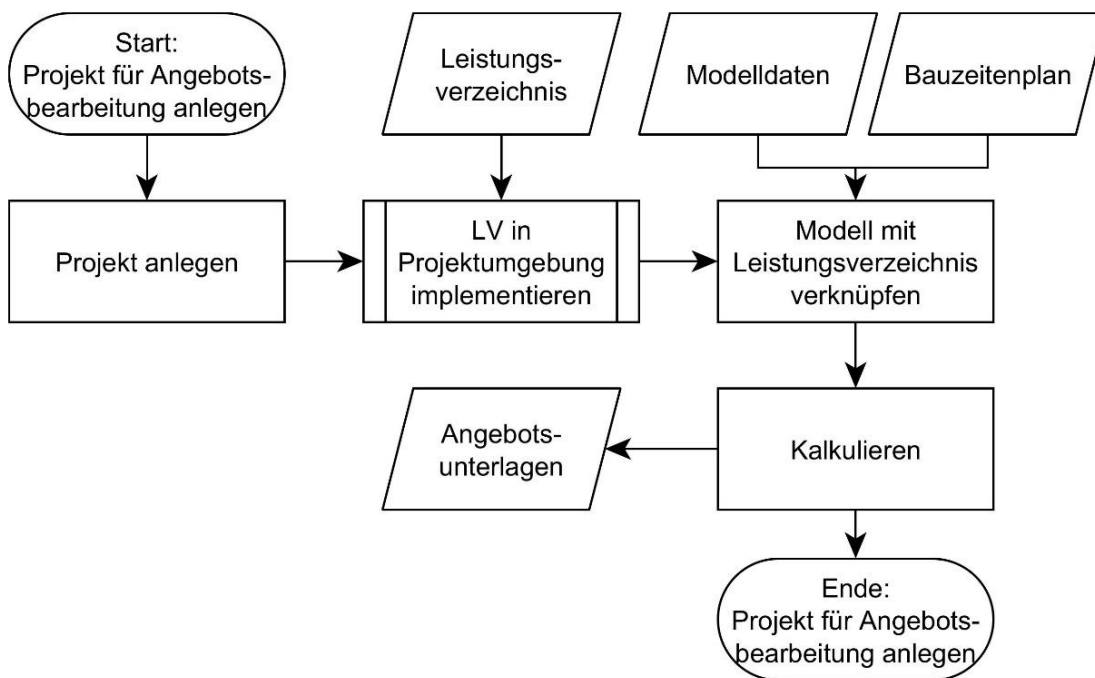 Start:
Projekt für Angebots-
bearbeitung anlegen
Leistungs-
verzeichnis
Modelldaten
Bauzeitenplan
Projekt anlegen
LV in
Projektumgebung
implementieren
Modell mit
Leistungsverzeichnis
verknüpfen
Angebots-
unterlagen
Kalkulieren
Ende:
Projekt für Angebots-
bearbeitung anlegen